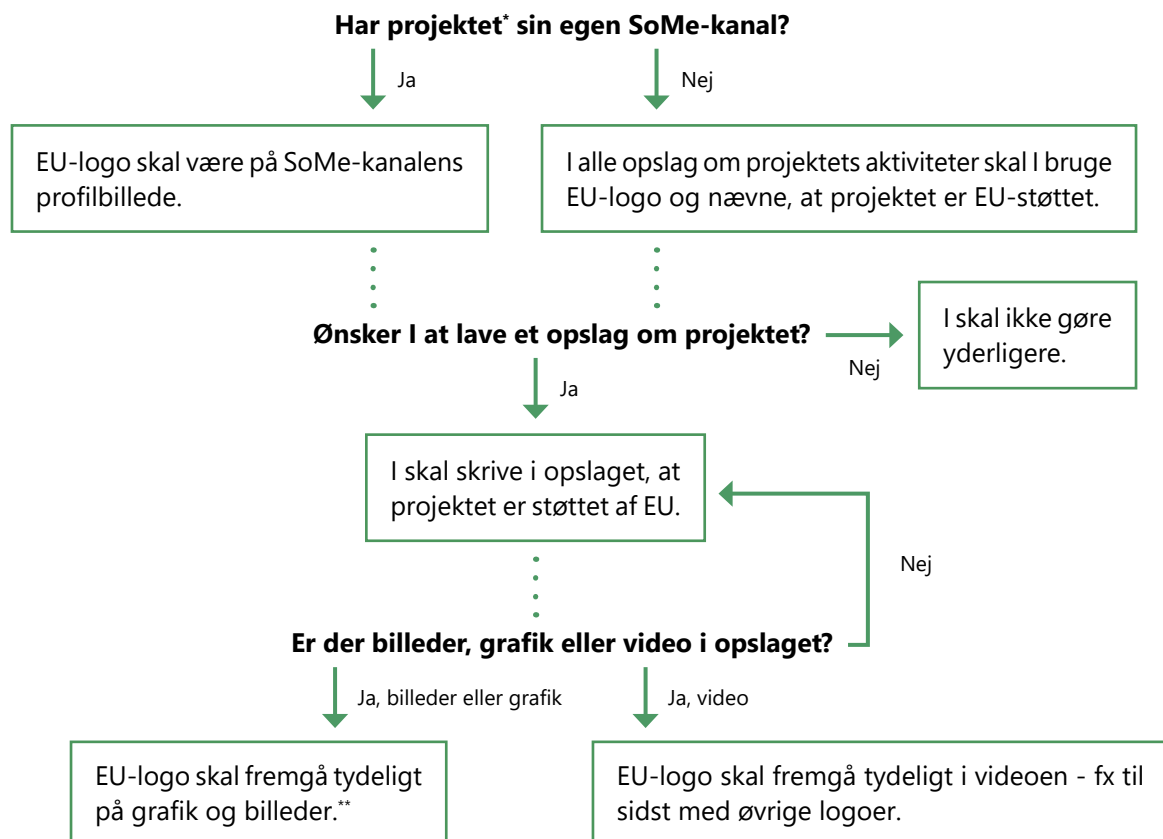 Har projektet* sin egen SoMe-kanal?
Ja
Nej
EU-logo skal være på SoMe-kanalens
profilbillede.
I alle opslag om projektets aktiviteter skal I bruge
EU-logo og nævne, at projektet er EU-støttet.
Ønsker I at lave et opslag om projektet?
Nej
I skal ikke gøre
yderligere.
Ja
I skal skrive i opslaget, at
projektet er støttet af EU.
Nej
Er der billeder, grafik eller video i opslaget?
Ja, billeder eller grafik
Ja, video
EU-logo skal fremgå tydeligt
på grafik og billeder.**
EU-logo skal fremgå tydeligt i videoen - fx til
sidst med øvrige logoer.